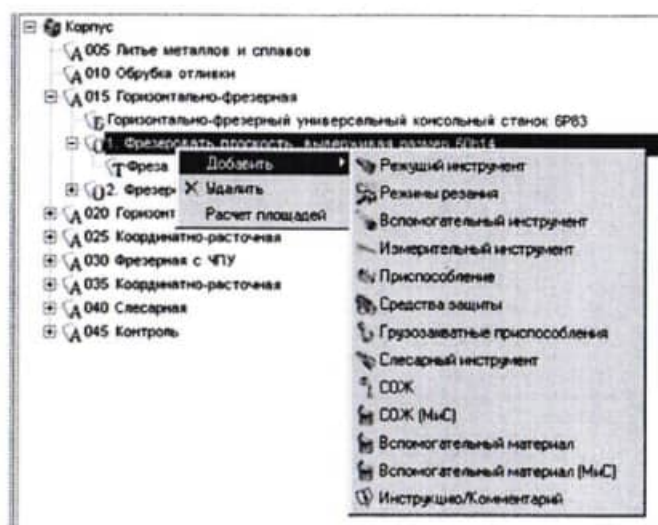 Корпус
А 005 Литье металлов и сплавов
А 010 Обрубка отливки
А 015 Горизонтально-фрезерная
Б Горизонтально-фрезерный универсальный консольный станок 6Р83
О 1. Фрезеровать плоскость, выдерживая размер 60h14
Т Фреза
О 2. Фрезер
А 020 Горизонт
А 025 Координатно-расточная
А 030 Фрезерная с ЧПУ
А 035 Координатно-расточная
А 040 Слесарная
А 045 Контроль
Добавить
Удалить
Расчет площадей
Режущий инструмент
Режимы резания
Вспомогательный инструмент
Измерительный инструмент
Приспособление
Средства защиты
Грузозахватные приспособления
Слесарный инструмент
СОЖ
СОЖ (МиС)
Вспомогательный материал
Вспомогательный материал (МиС)
Инструкцию/Комментарий